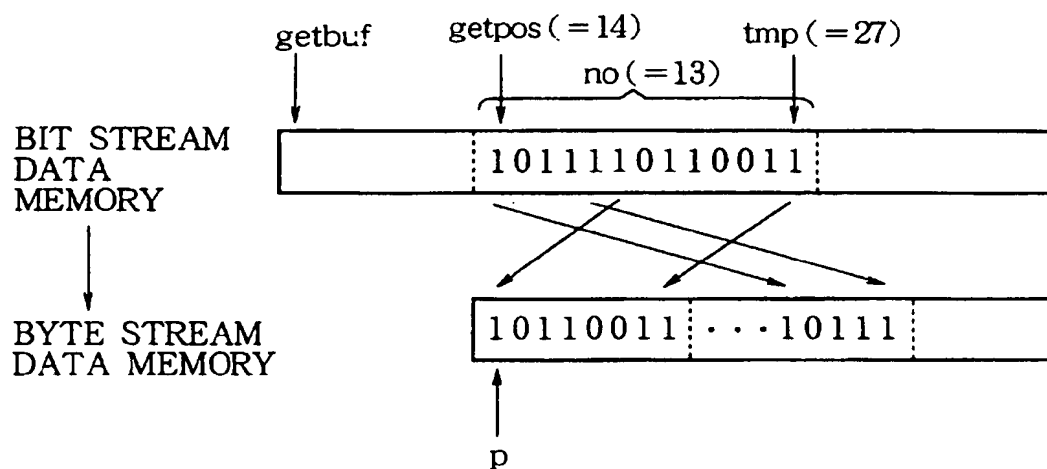 getbuf getpos(=14) tmp(=27)
no(=13)
BIT STREAM
DATA
MEMORY
1011110110011
BYTE STREAM
DATA MEMORY
10110011 ···10111
p